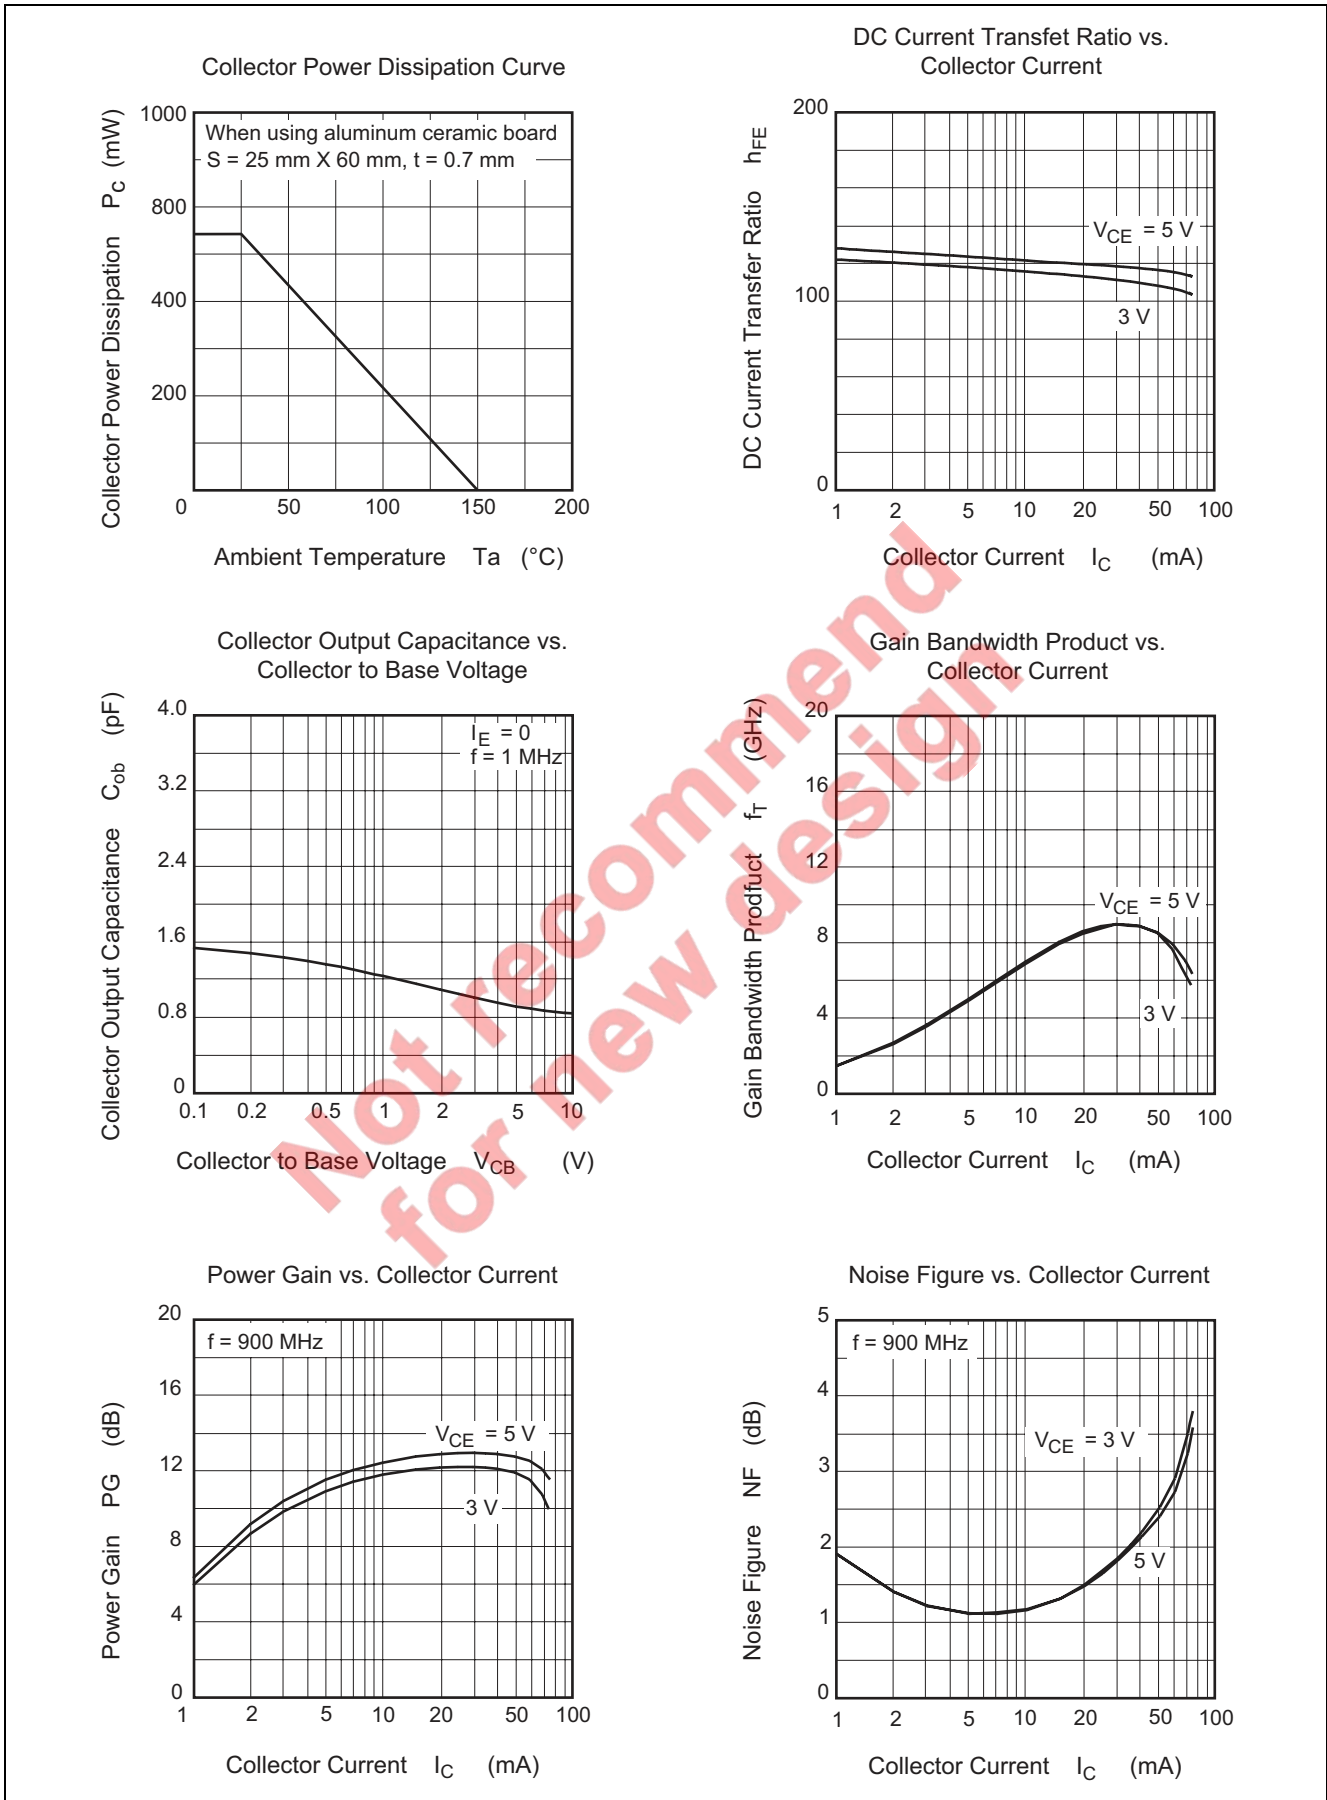 Collector Power Dissipation Curve
Collector Power Dissipation PC (mW)
1000
800
400
200
When using aluminum ceramic board
S = 25 mm X 60 mm, t = 0.7 mm
0 50 100 150 200
Ambient Temperature Ta (°C)
DC Current Transfet Ratio vs.
Collector Current
DC Current Transfer Ratio hFE
200
100
0
VCE = 5 V
3 V
1 2 5 10 20 50 100
Collector Current IC (mA)
Collector Output Capacitance vs.
Collector to Base Voltage
Collector Output Capacitance Cob (pF)
4.0
3.2
2.4
1.6
0.8
0
IE = 0
f = 1 MHz
0.1 0.2 0.5 1 2 5 10
Collector to Base Voltage VCB (V)
Gain Bandwidth Product vs.
Collector Current
Gain Bandwidth Prodfuct fT (GHz)
20
16
12
8
4
0
VCE = 5 V
3 V
1 2 5 10 20 50 100
Collector Current IC (mA)
Power Gain vs. Collector Current
Power Gain PG (dB)
20
16
12
8
4
0
f = 900 MHz
VCE = 5 V
3 V
1 2 5 10 20 50 100
Collector Current IC (mA)
Noise Figure vs. Collector Current
Noise Figure NF (dB)
5
4
3
2
1
0
f = 900 MHz
VCE = 3 V
5 V
1 2 5 10 20 50 100
Collector Current IC (mA)
Not recommend
for new design